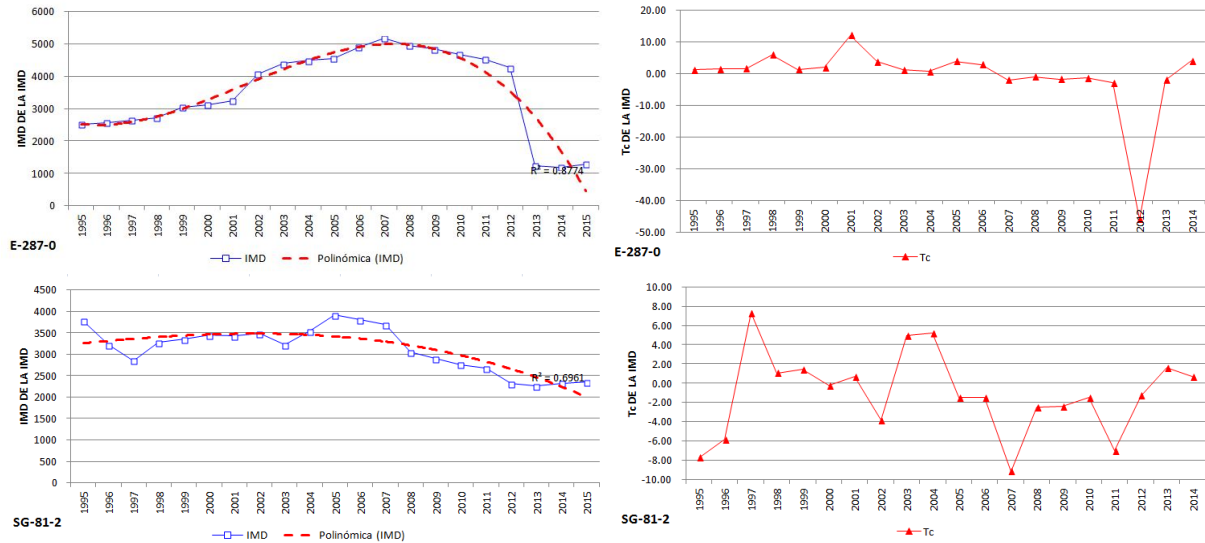 IMD DE LA IMD
6000
5000
4000
3000
2000
1000
0
R² = 0.8774
1995 1996 1997 1998 1999 2000 2001 2002 2003 2004 2005 2006 2007 2008 2009 2010 2011 2012 2013 2014 2015
E-287-0
IMD Polinómica (IMD)
Tc DE LA IMD
20.00
10.00
0.00
-10.00
-20.00
-30.00
-40.00
-50.00
1995 1996 1997 1998 1999 2000 2001 2002 2003 2004 2005 2006 2007 2008 2009 2010 2011 2012 2013 2014
E-287-0
Tc
IMD DE LA IMD
4500
4000
3500
3000
2500
2000
1500
1000
500
0
R² = 0.6961
1995 1996 1997 1998 1999 2000 2001 2002 2003 2004 2005 2006 2007 2008 2009 2010 2011 2012 2013 2014 2015
SG-81-2
IMD Polinómica (IMD)
Tc DE LA IMD
10.00
8.00
6.00
4.00
2.00
0.00
-2.00
-4.00
-6.00
-8.00
-10.00
1995 1996 1997 1998 1999 2000 2001 2002 2003 2004 2005 2006 2007 2008 2009 2010 2011 2012 2013 2014
SG-81-2
Tc